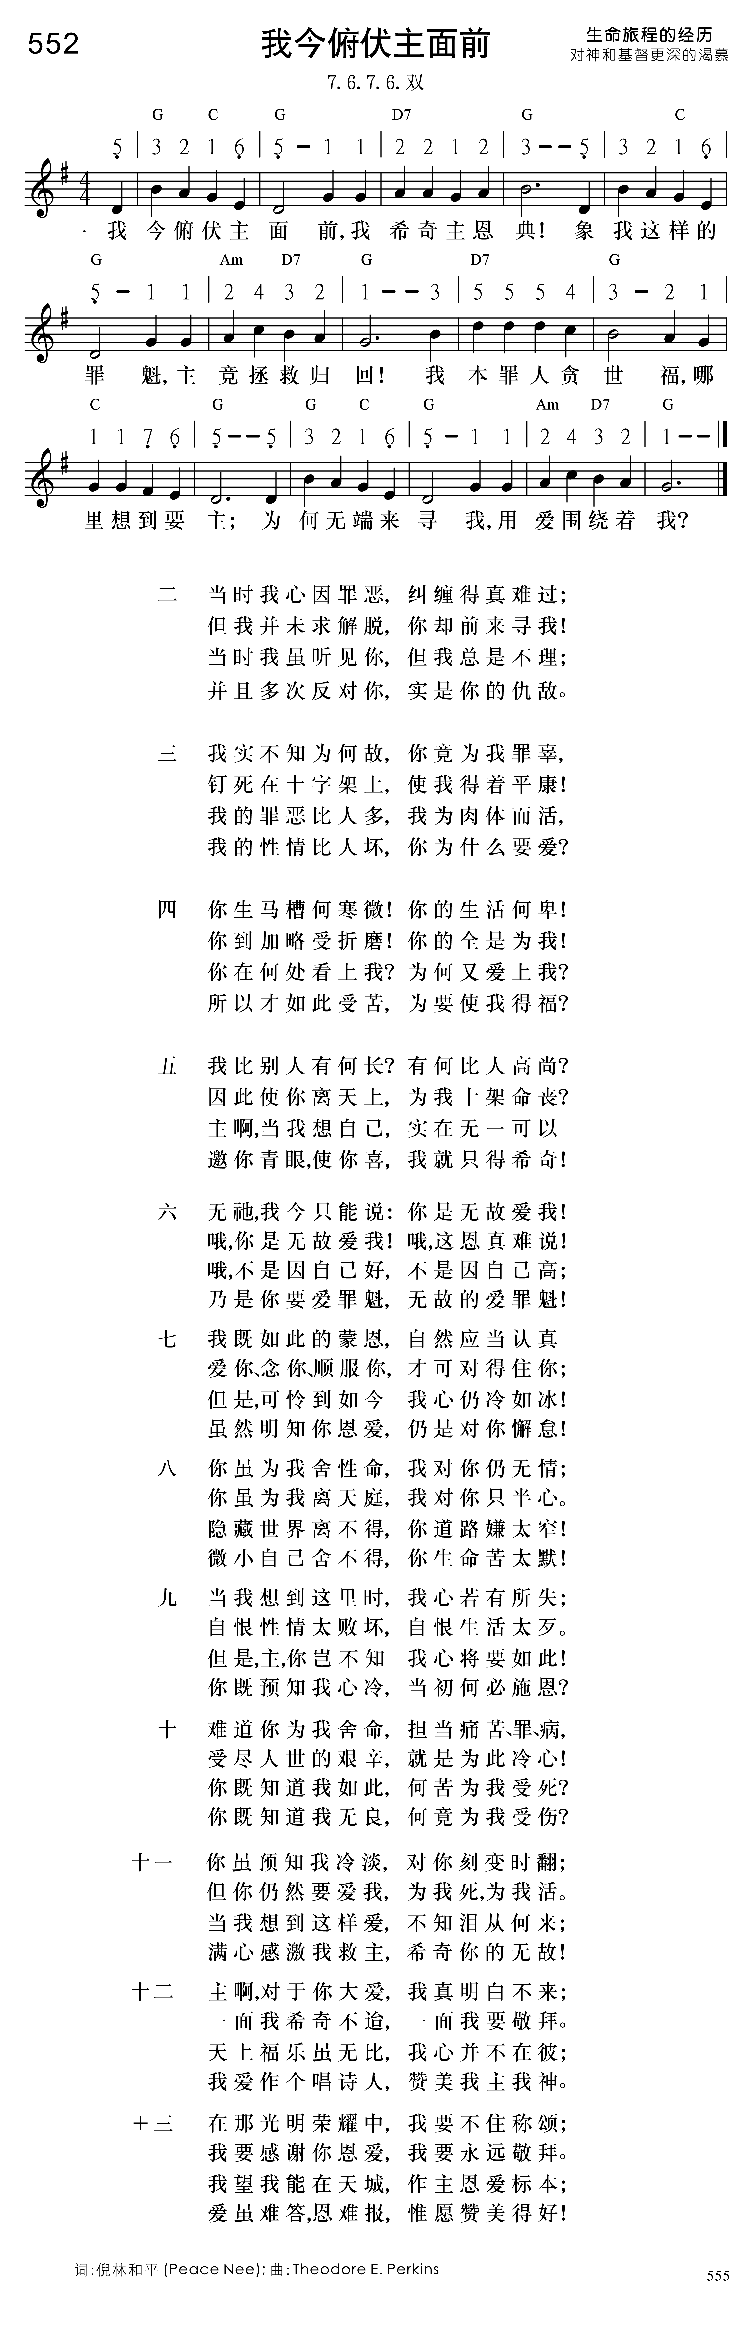 552
我今俯伏主面前
生命旅程的经历
对神和基督更深的渴慕
7.6.7.6.双
G C G D7 G C
5 | 3 2 1 6 | 5 - 1 1 | 2 2 1 2 | 3 - - 5 | 3 2 1 6 |
4 4
· 我 今俯伏主 面 前,我 希奇主恩 典! 象 我这样的
G Am D7 G D7 G
5 - 1 1 | 2 4 3 2 | 1 - - 3 | 5 5 5 4 | 3 - 2 1 |
罪 魁,主 竟拯救归 回! 我 本罪人贪 世 福,哪
C G G C G Am D7 G
1 1 7 6 | 5 - - 5 | 3 2 1 6 | 5 - 1 1 | 2 4 3 2 | 1 - - ||
里想到要 主; 为 何无端来 寻 我,用 爱围绕着 我?
二 当时我心因罪恶, 纠缠得真难过;
但我并未求解脱, 你却前来寻我!
当时我虽听见你, 但我总是不理;
并且多次反对你, 实是你的仇敌。
三 我实不知为何故, 你竟为我罪辜,
钉死在十字架上, 使我得着平康!
我的罪恶比人多, 我为肉体而活,
我的性情比人坏, 你为什么要爱?
四 你生马槽何寒微! 你的生活何卑!
你到加略受折磨! 你的全是为我!
你在何处看上我? 为何又爱上我?
所以才如此受苦, 为要使我得福?
五 我比别人有何长? 有何比人高尚?
因此使你离天上, 为我十架命丧?
主啊,当我想自己, 实在无一可以
邀你青眼,使你喜, 我就只得希奇!
六 无祂,我今只能说: 你是无故爱我!
哦,你是无故爱我! 哦,这恩真难说!
哦,不是因自己好, 不是因自己高;
乃是你要爱罪魁, 无故的爱罪魁!
七 我既如此的蒙恩, 自然应当认真
爱你、念你、顺服你, 才可对得住你;
但是,可怜到如今 我心仍冷如冰!
虽然明知你恩爱, 仍是对你懈怠!
八 你虽为我舍性命, 我对你仍无情;
你虽为我离天庭, 我对你只半心。
隐藏世界离不得, 你道路嫌太窄!
微小自己舍不得, 你生命苦太默!
九 当我想到这里时, 我心若有所失;
自恨性情太败坏, 自恨生活太歹。
但是,主,你岂不知 我心将要如此!
你既预知我心冷, 当初何必施恩?
十 难道你为我舍命, 担当痛苦、罪、病,
受尽人世的艰辛, 就是为此冷心!
你既知道我如此, 何苦为我受死?
你既知道我无良, 何竟为我受伤?
十一 你虽预知我冷淡, 对你刻变时翻;
但你仍然要爱我, 为我死,为我活。
当我想到这样爱, 不知泪从何来;
满心感激我救主, 希奇你的无故!
十二 主啊,对于你大爱, 我真明白不来;
一面我希奇不迨, 一面我要敬拜。
天上福乐虽无比, 我心并不在彼;
我爱作个唱诗人, 赞美我主我神。
十三 在那光明荣耀中, 我要不住称颂;
我要感谢你恩爱, 我要永远敬拜。
我望我能在天城, 作主恩爱标本;
爱虽难答,恩难报, 惟愿赞美得好!
词:倪林和平 (Peace Nee); 曲:Theodore E. Perkins
555